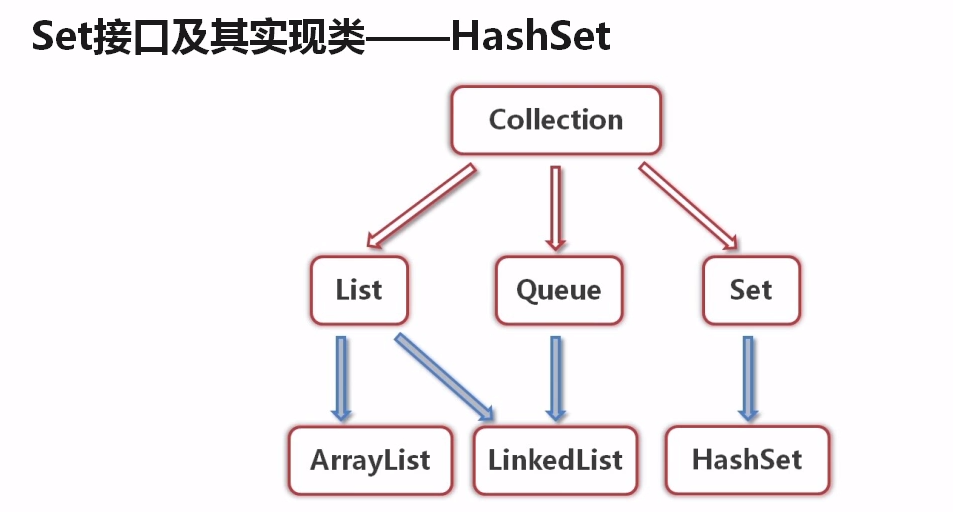 Set接口及其实现类——HashSet
Collection
List Queue Set
ArrayList LinkedList HashSet